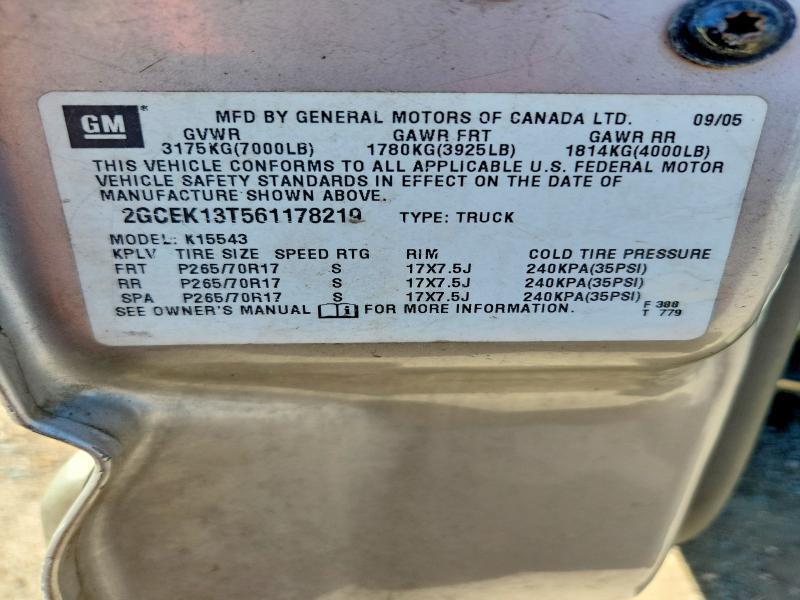 GM MFD BY GENERAL MOTORS OF CANADA LTD. 09/05
GVWR GAWR FRT GAWR RR
3175KG(7000LB) 1780KG(3925LB) 1814KG(4000LB)
THIS VEHICLE CONFORMS TO ALL APPLICABLE U.S. FEDERAL MOTOR
VEHICLE SAFETY STANDARDS IN EFFECT ON THE DATE OF
MANUFACTURE SHOWN ABOVE.
2GCEK13T561178219 TYPE: TRUCK
MODEL: K15543
KPLV TIRE SIZE SPEED RTG RIM COLD TIRE PRESSURE
FRT P265/70R17 S 17X7.5J 240KPA(35PSI)
RR P265/70R17 S 17X7.5J 240KPA(35PSI)
SPA P265/70R17 S 17X7.5J 240KPA(35PSI)
SEE OWNER'S MANUAL i FOR MORE INFORMATION. F 388
T 779